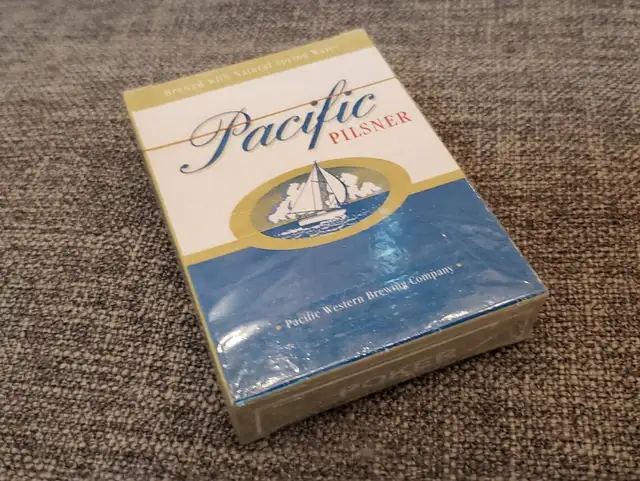 Brewed with Natural Spring Water
Pacific
PILSNER
• Pacific Western Brewing Company •
POKER